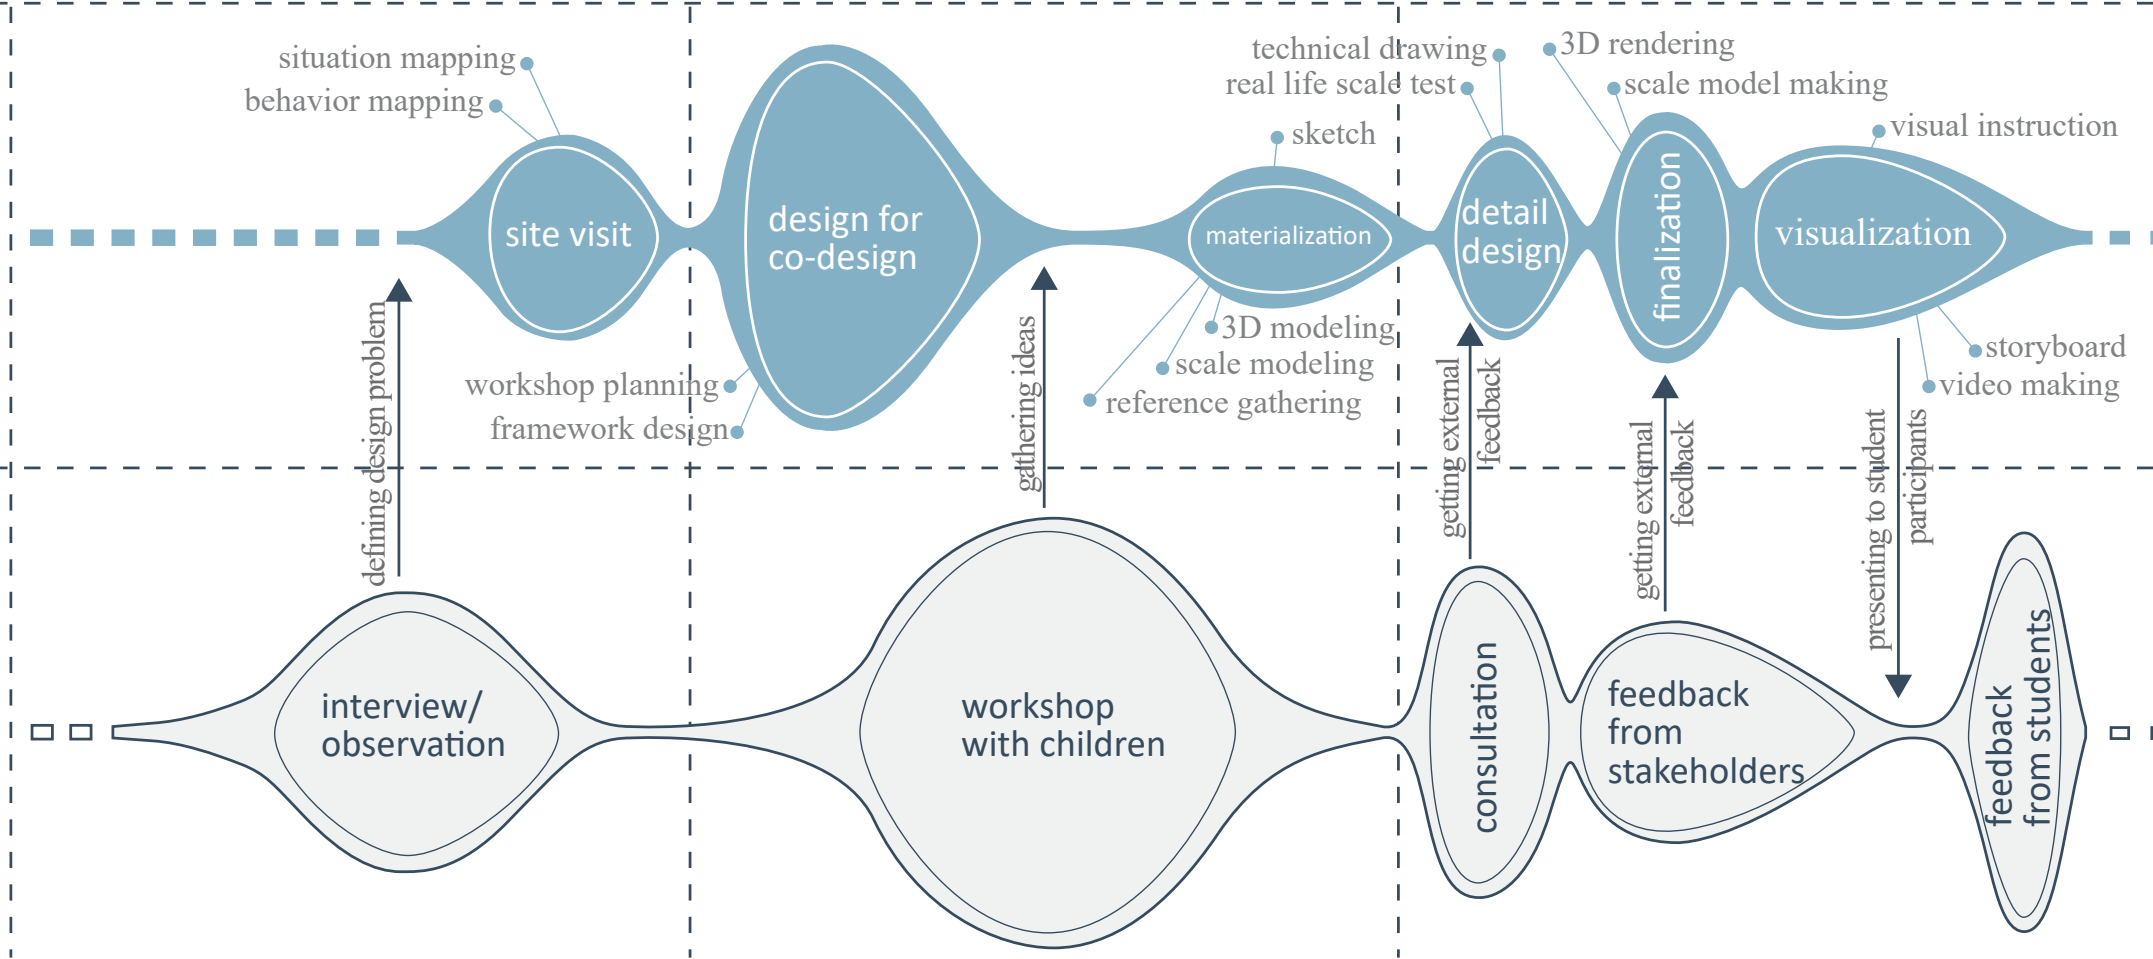 situation mapping
behavior mapping
site visit
workshop planning
framework design
design for
co-design
sketch
materialization
3D modeling
scale modeling
reference gathering
technical drawing
real life scale test
detail
design
3D rendering
scale model making
finalization
visual instruction
visualization
storyboard
video making
defining design problem
gathering ideas
getting external
feedback
getting external
feedback
presenting to student
participants
interview/
observation
workshop
with children
consultation
feedback
from
stakeholders
feedback
from students